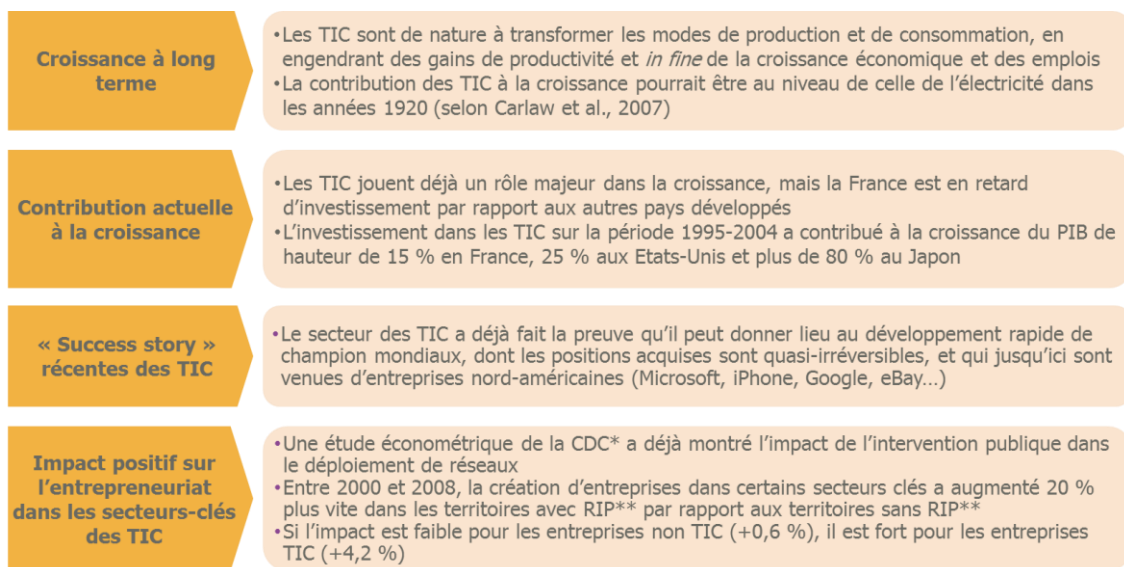 Croissance à long
terme
•Les TIC sont de nature à transformer les modes de production et de consommation, en
engendrant des gains de productivité et in fine de la croissance économique et des emplois
•La contribution des TIC à la croissance pourrait être au niveau de celle de l’électricité dans
les années 1920 (selon Carlaw et al., 2007)
Contribution actuelle
à la croissance
•Les TIC jouent déjà un rôle majeur dans la croissance, mais la France est en retard
d’investissement par rapport aux autres pays développés
•L’investissement dans les TIC sur la période 1995-2004 a contribué à la croissance du PIB de
hauteur de 15 % en France, 25 % aux Etats-Unis et plus de 80 % au Japon
« Success story »
récentes des TIC
•Le secteur des TIC a déjà fait la preuve qu’il peut donner lieu au développement rapide de
champion mondiaux, dont les positions acquises sont quasi-irréversibles, et qui jusqu’ici sont
venues d’entreprises nord-américaines (Microsoft, iPhone, Google, eBay…)
Impact positif sur
l’entrepreneuriat
dans les secteurs-clés
des TIC
•Une étude économétrique de la CDC* a déjà montré l’impact de l’intervention publique dans
le déploiement de réseaux
•Entre 2000 et 2008, la création d’entreprises dans certains secteurs clés a augmenté 20 %
plus vite dans les territoires avec RIP** par rapport aux territoires sans RIP**
•Si l’impact est faible pour les entreprises non TIC (+0,6 %), il est fort pour les entreprises
TIC (+4,2 %)